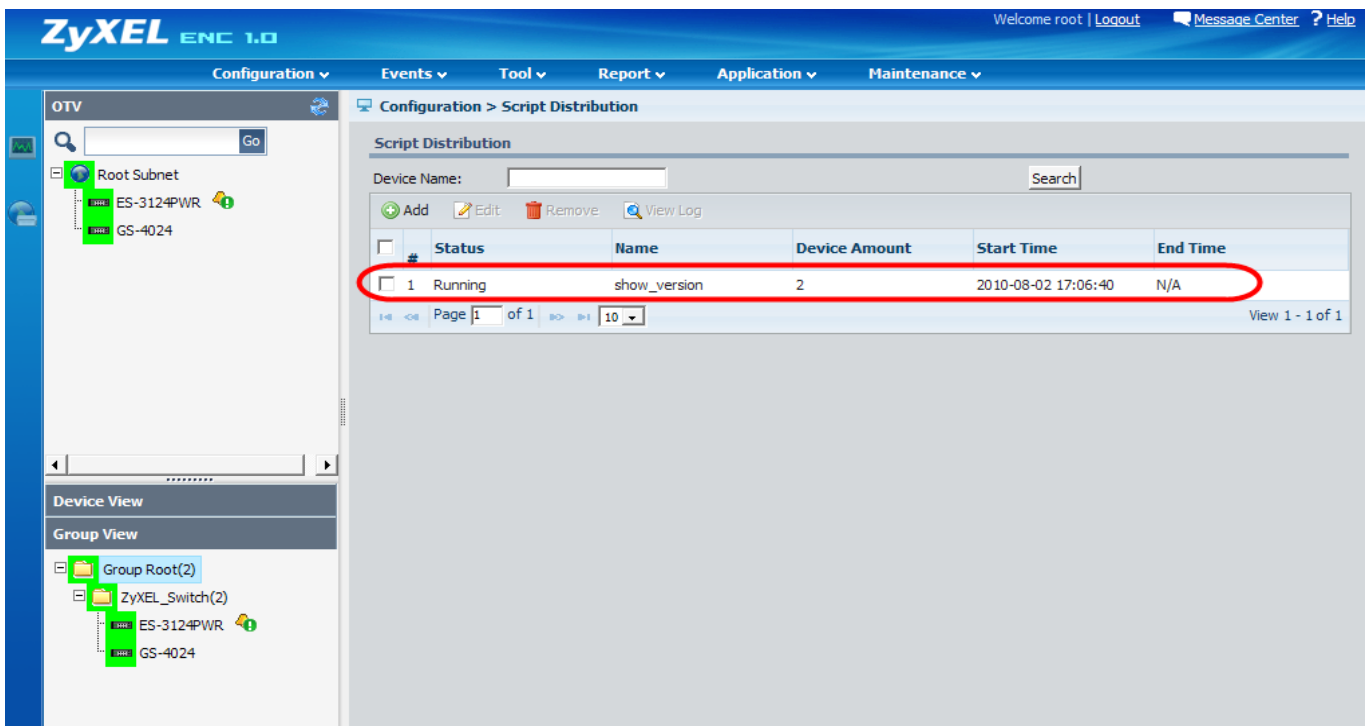 ZyXEL ENC 1.0
Welcome root | Logout Message Center ? Help
Configuration Events Tool Report Application Maintenance
OTV
Go
Root Subnet
ES-3124PWR
GS-4024
Configuration > Script Distribution
Script Distribution
Device Name: Search
Add Edit Remove View Log
# Status Name Device Amount Start Time End Time
1 Running show_version 2 2010-08-02 17:06:40 N/A
Page 1 of 1 10 View 1 - 1 of 1
Device View
Group View
Group Root(2)
ZyXEL_Switch(2)
ES-3124PWR
GS-4024